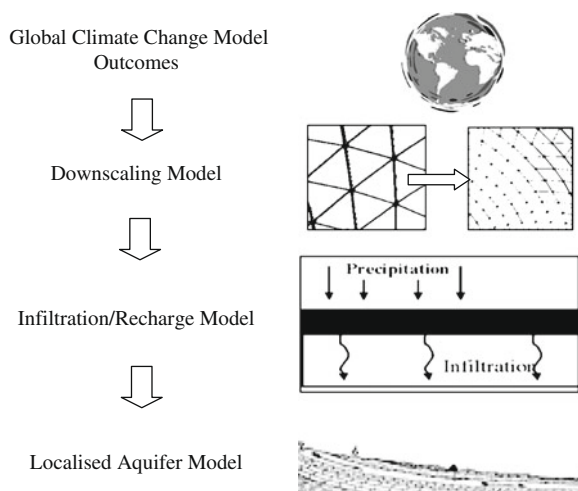 Global Climate Change Model
Outcomes
Downscaling Model
Precipitation
Infiltration/Recharge Model
Infiltration
Localised Aquifer Model